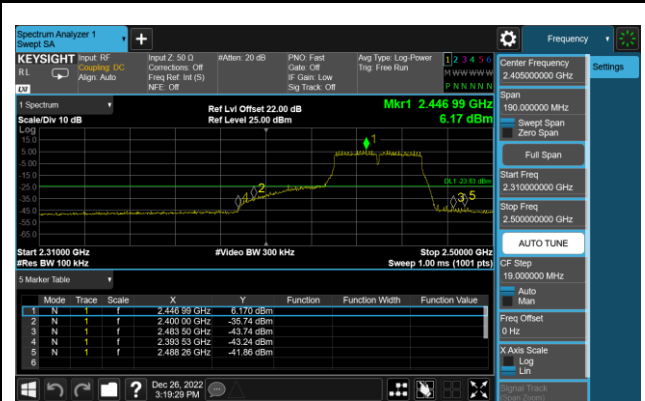 Spectrum Analyzer 1
Swept SA
Frequency
KEYSIGHT
RL
LXI
Input: RF
Coupling: DC
Align: Auto
Input Z: 50 Ω
Corrections: Off
Freq Ref: Int (S)
NFE: Off
#Atten: 20 dB
PNO: Fast
Gate: Off
IF Gain: Low
Sig Track: Off
Avg Type: Log-Power
Trig: Free Run
1 2 3 4 5 6
M W W W W W
P N N N N N
Center Frequency
2.405000000 GHz
Settings
Span
190.000000 MHz
Swept Span
Zero Span
Full Span
Start Freq
2.310000000 GHz
Stop Freq
2.500000000 GHz
AUTO TUNE
CF Step
19.000000 MHz
Auto
Man
Freq Offset
0 Hz
X Axis Scale
Log
Lin
Signal Track
(Span Zoom)
1 Spectrum
Scale/Div 10 dB
Ref Lvl Offset 22.00 dB
Ref Level 25.00 dBm
Mkr1 2.446 99 GHz
6.17 dBm
Log
15.0
5.00
-5.00
-15.0
-25.0
-35.0
-45.0
-55.0
-65.0
1
DL1 -23.83 dBm
4 2
3 5
Start 2.31000 GHz
#Res BW 100 kHz
#Video BW 300 kHz
Stop 2.50000 GHz
Sweep 1.00 ms (1001 pts)
5 Marker Table
Mode Trace Scale X Y Function Function Width Function Value
1 N 1 f 2.446 99 GHz 6.170 dBm
2 N 1 f 2.400 00 GHz -35.74 dBm
3 N 1 f 2.483 50 GHz -43.74 dBm
4 N 1 f 2.393 53 GHz -43.24 dBm
5 N 1 f 2.488 26 GHz -41.86 dBm
6
Dec 26, 2022
3:19:29 PM